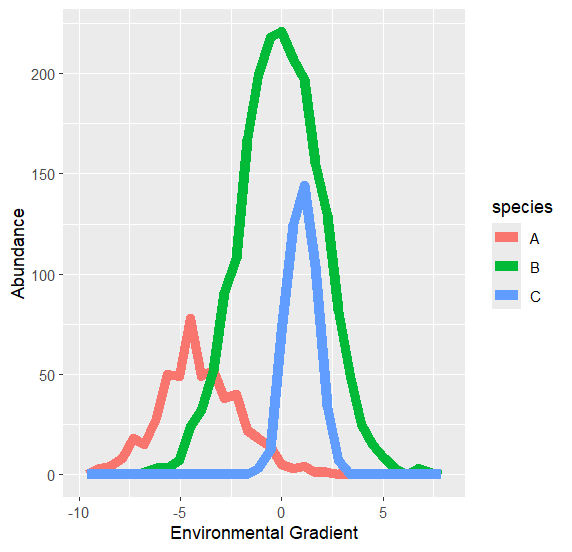 200
150
100
50
0
-10 -5 0 5
Environmental Gradient
Abundance
species
A
B
C